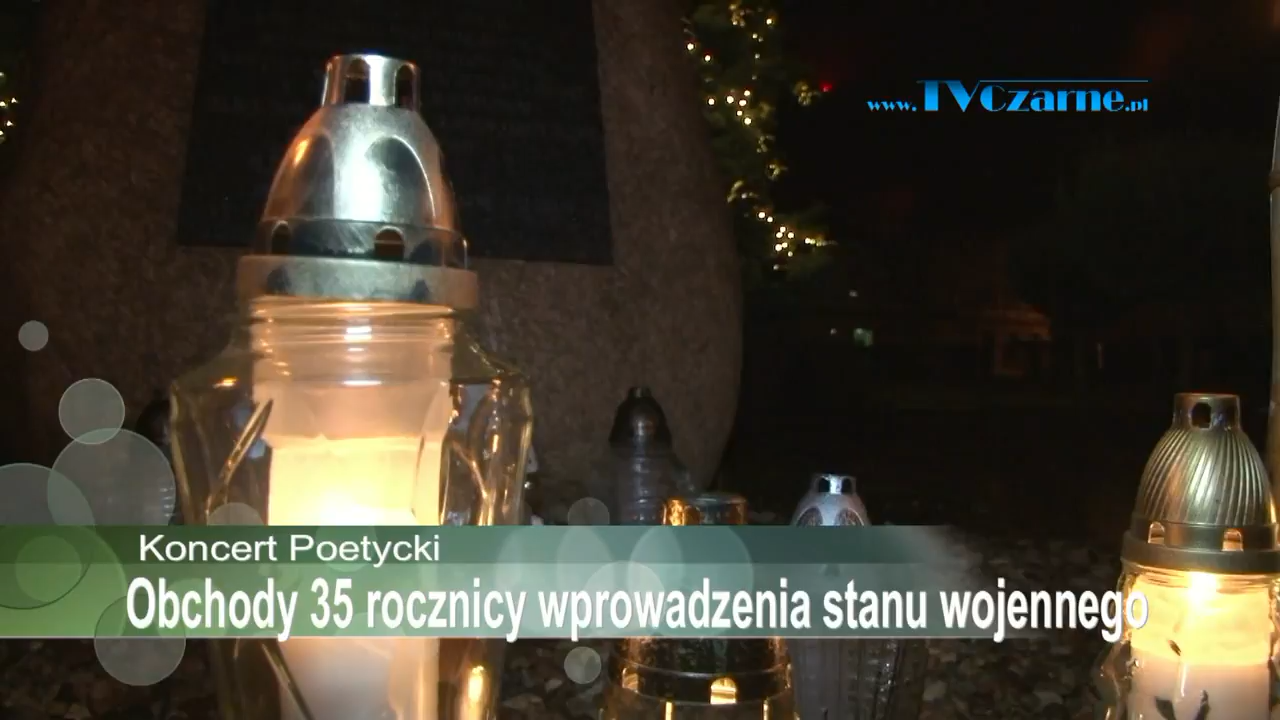 www.TVCzarne.pl
Koncert Poetycki
Obchody 35 rocznicy wprowadzenia stanu wojennego